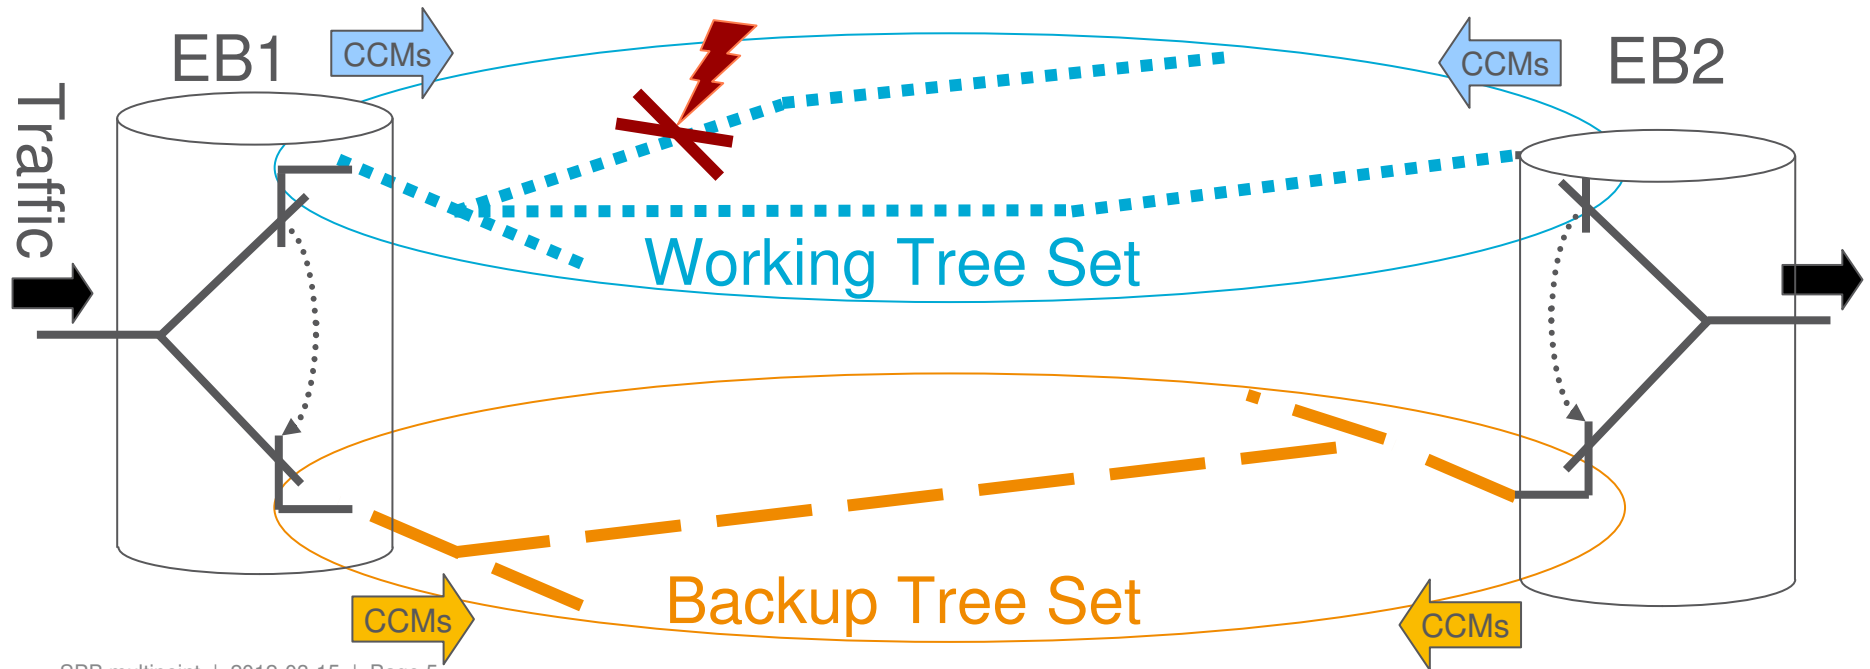 EB1
CCMs
CCMs
EB2
Traffic
Working Tree Set
Backup Tree Set
CCMs
CCMs